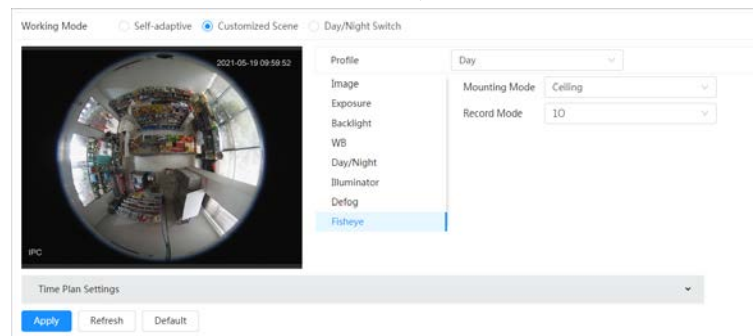 Working Mode Self-adaptive Customized Scene Day/Night Switch
2021-05-19 09:59:52
IPC
Profile Day
Image
Exposure
Backlight
WB
Day/Night
Illuminator
Defog
Fisheye
Mounting Mode Ceiling
Record Mode 1O
Time Plan Settings
Apply Refresh Default